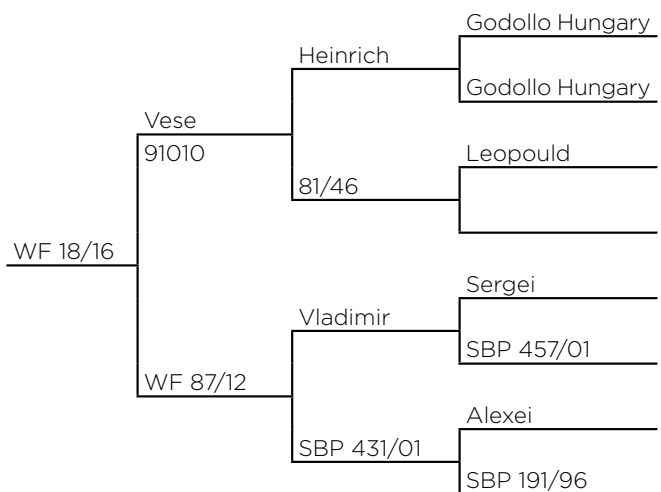 Godollo Hungary
Heinrich
Godollo Hungary
Vese
91010
Leopould
81/46
WF 18/16
Sergei
Vladimir
SBP 457/01
WF 87/12
Alexei
SBP 431/01
SBP 191/96